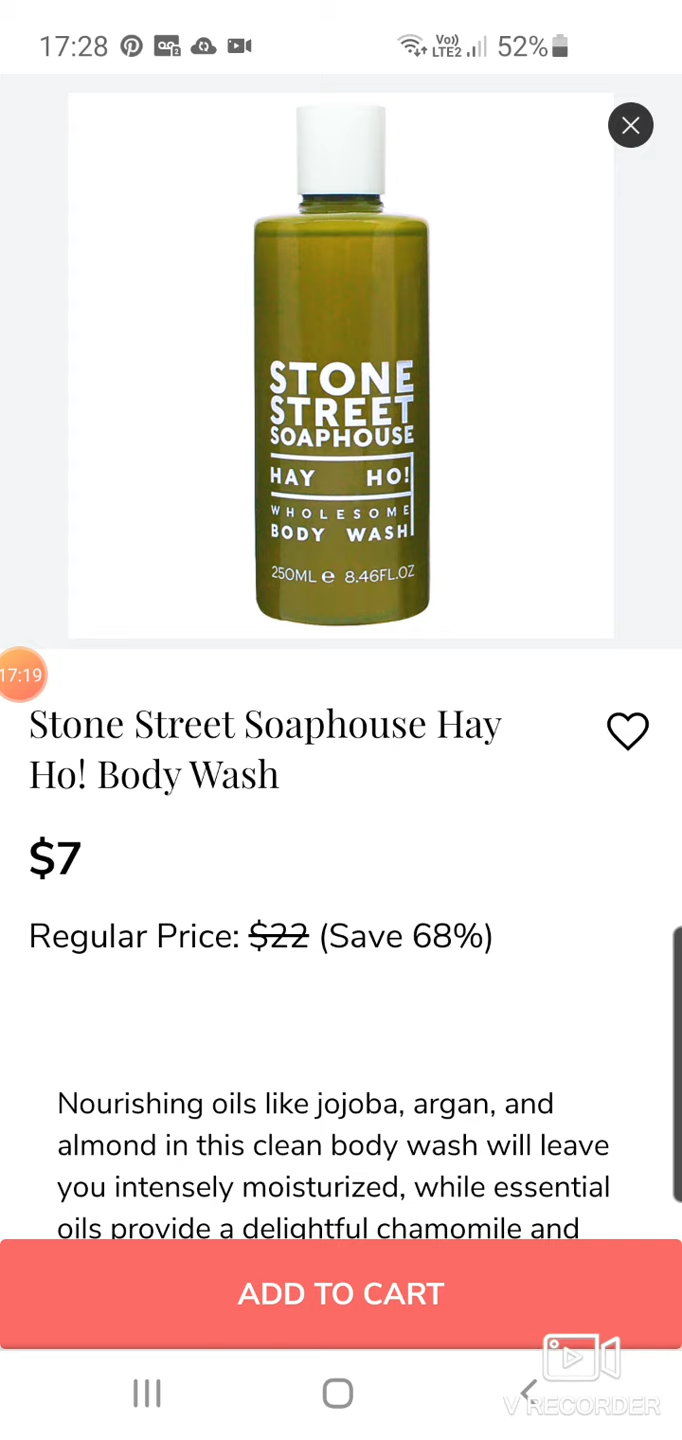 17:28 Vo)) LTE2 52%
STONE
STREET
SOAPHOUSE
HAY HO!
WHOLESOME
BODY WASH
250ML e 8.46FL.OZ
17:19
Stone Street Soaphouse Hay
Ho! Body Wash
$7
Regular Price: $22 (Save 68%)
Nourishing oils like jojoba, argan, and
almond in this clean body wash will leave
you intensely moisturized, while essential
oils provide a delightful chamomile and
ADD TO CART
V RECORDER